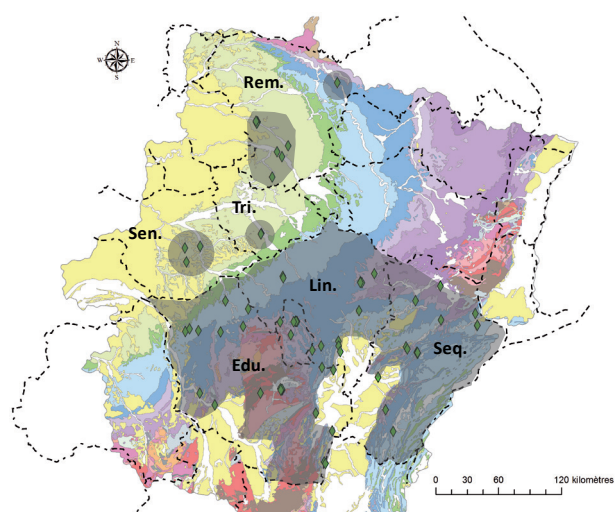 N
W E
S
Rem.
Tri.
Sen.
Lin.
Edu.
Seq.
0 30 60 120 kilomètres